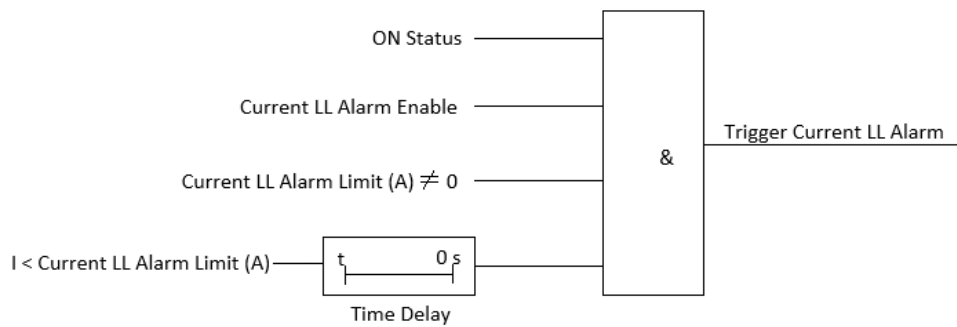 ON Status
Current LL Alarm Enable
&
Trigger Current LL Alarm
Current LL Alarm Limit (A) ≠ 0
I < Current LL Alarm Limit (A)
t
0 s
Time Delay